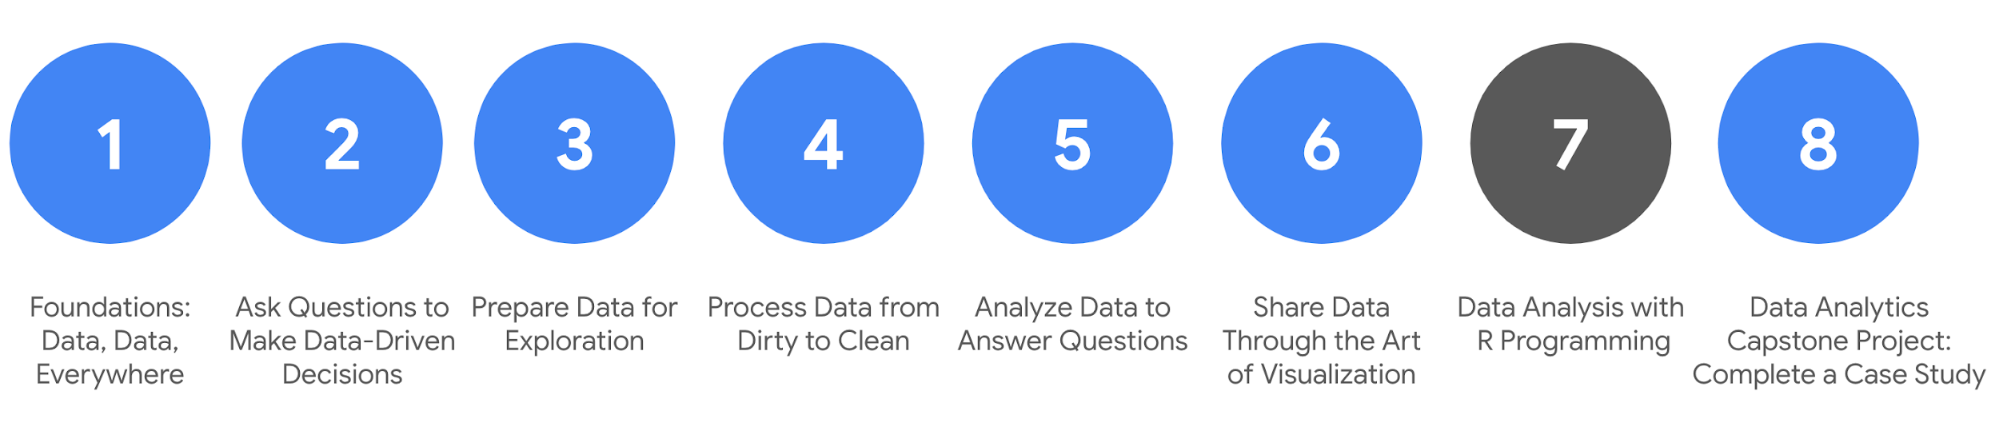 1
Foundations:
Data, Data,
Everywhere
2
Ask Questions to
Make Data-Driven
Decisions
3
Prepare Data for
Exploration
4
Process Data from
Dirty to Clean
5
Analyze Data to
Answer Questions
6
Share Data
Through the Art
of Visualization
7
Data Analysis with
R Programming
8
Data Analytics
Capstone Project:
Complete a Case Study